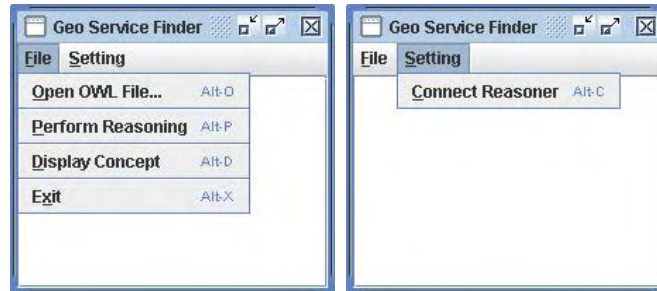 Geo Service Finder
File Setting
Open OWL File... Alt-O
Perform Reasoning Alt-P
Display Concept Alt-D
Exit Alt-X
Geo Service Finder
File Setting
Connect Reasoner Alt-C